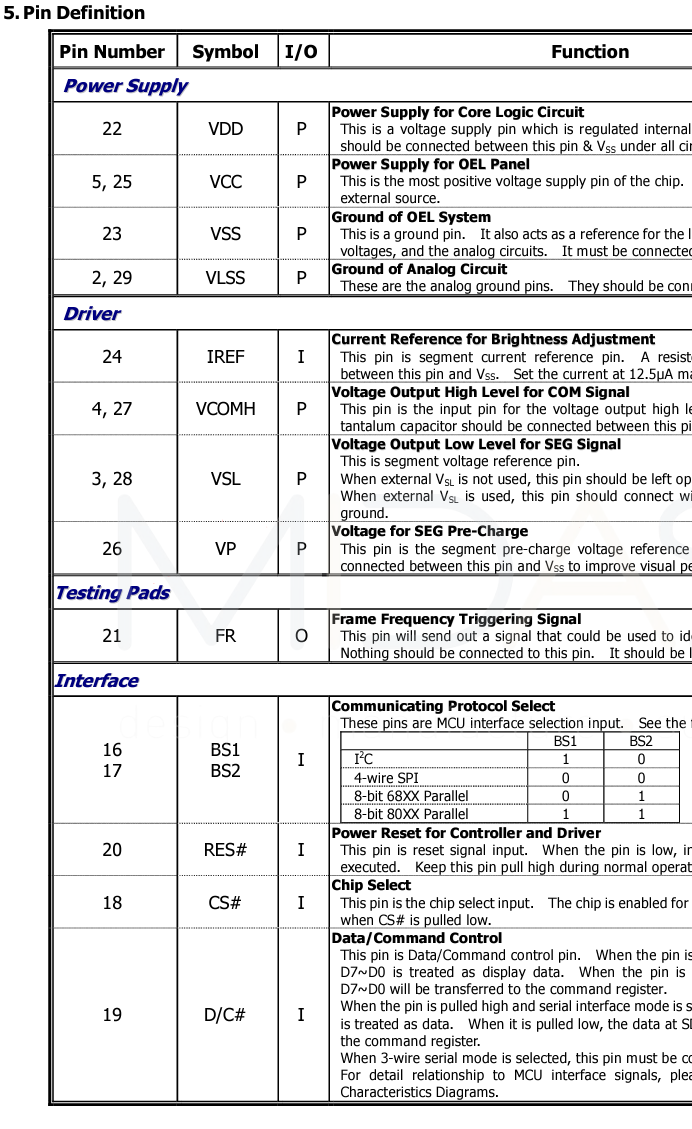 5. Pin Definition
Pin Number Symbol I/O Function
Power Supply
22 VDD P Power Supply for Core Logic Circuit
This is a voltage supply pin which is regulated internal
should be connected between this pin & VSS under all cir
5, 25 VCC P Power Supply for OEL Panel
This is the most positive voltage supply pin of the chip.
external source.
23 VSS P Ground of OEL System
This is a ground pin. It also acts as a reference for the l
voltages, and the analog circuits. It must be connected
2, 29 VLSS P Ground of Analog Circuit
These are the analog ground pins. They should be conn
Driver
24 IREF I Current Reference for Brightness Adjustment
This pin is segment current reference pin. A resist
between this pin and VSS. Set the current at 12.5μA ma
4, 27 VCOMH P Voltage Output High Level for COM Signal
This pin is the input pin for the voltage output high le
tantalum capacitor should be connected between this pi
3, 28 VSL P Voltage Output Low Level for SEG Signal
This is segment voltage reference pin.
When external VSL is not used, this pin should be left op
When external VSL is used, this pin should connect wi
ground.
26 VP P Voltage for SEG Pre-Charge
This pin is the segment pre-charge voltage reference
connected between this pin and VSS to improve visual pe
Testing Pads
21 FR O Frame Frequency Triggering Signal
This pin will send out a signal that could be used to ide
Nothing should be connected to this pin. It should be l
Interface
16 BS1 I Communicating Protocol Select
17 BS2
These pins are MCU interface selection input. See the f
BS1 BS2
I²C 1 0
4-wire SPI 0 0
8-bit 68XX Parallel 0 1
8-bit 80XX Parallel 1 1
20 RES# I Power Reset for Controller and Driver
This pin is reset signal input. When the pin is low, in
executed. Keep this pin pull high during normal operat
18 CS# I Chip Select
This pin is the chip select input. The chip is enabled for
when CS# is pulled low.
19 D/C# I Data/Command Control
This pin is Data/Command control pin. When the pin is
D7~D0 is treated as display data. When the pin is
D7~D0 will be transferred to the command register.
When the pin is pulled high and serial interface mode is s
is treated as data. When it is pulled low, the data at SD
the command register.
When 3-wire serial mode is selected, this pin must be co
For detail relationship to MCU interface signals, plea
Characteristics Diagrams.